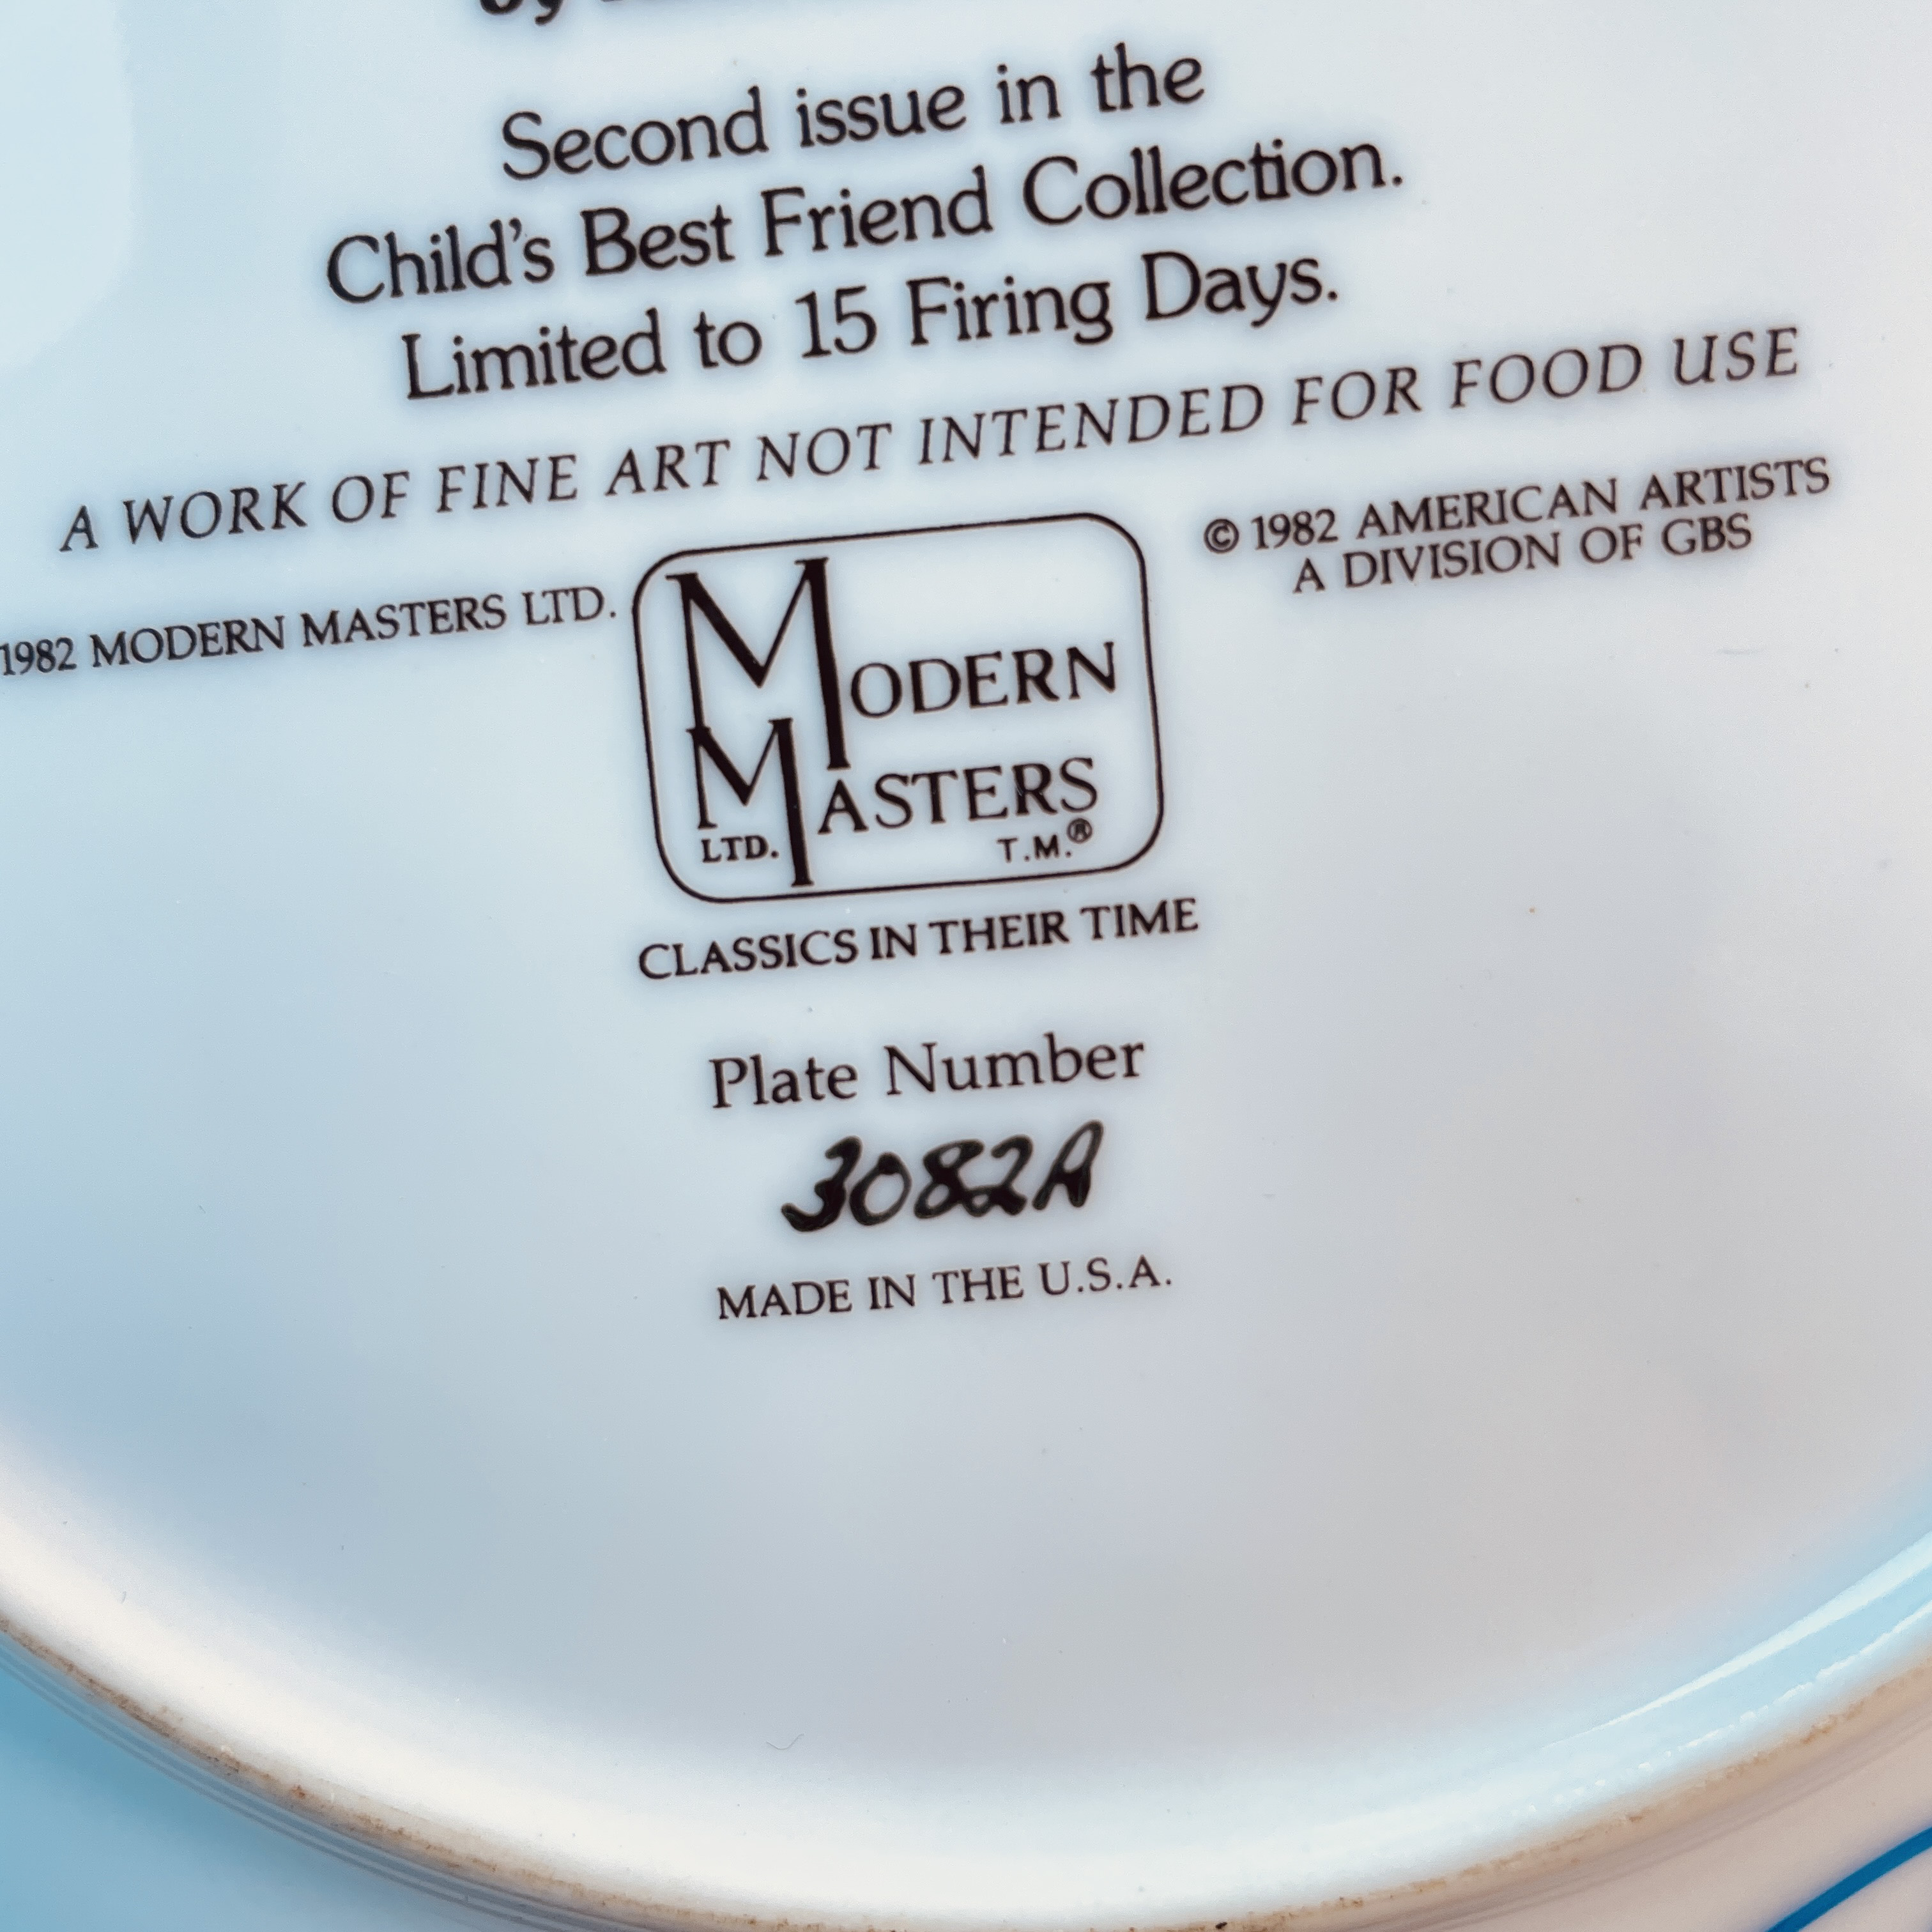 by
Second issue in the
Child's Best Friend Collection.
Limited to 15 Firing Days.
A WORK OF FINE ART NOT INTENDED FOR FOOD USE
1982 MODERN MASTERS LTD.
© 1982 AMERICAN ARTISTS
A DIVISION OF GBS
MODERN
MASTERS
LTD. T.M.®
CLASSICS IN THEIR TIME
Plate Number
3082A
MADE IN THE U.S.A.